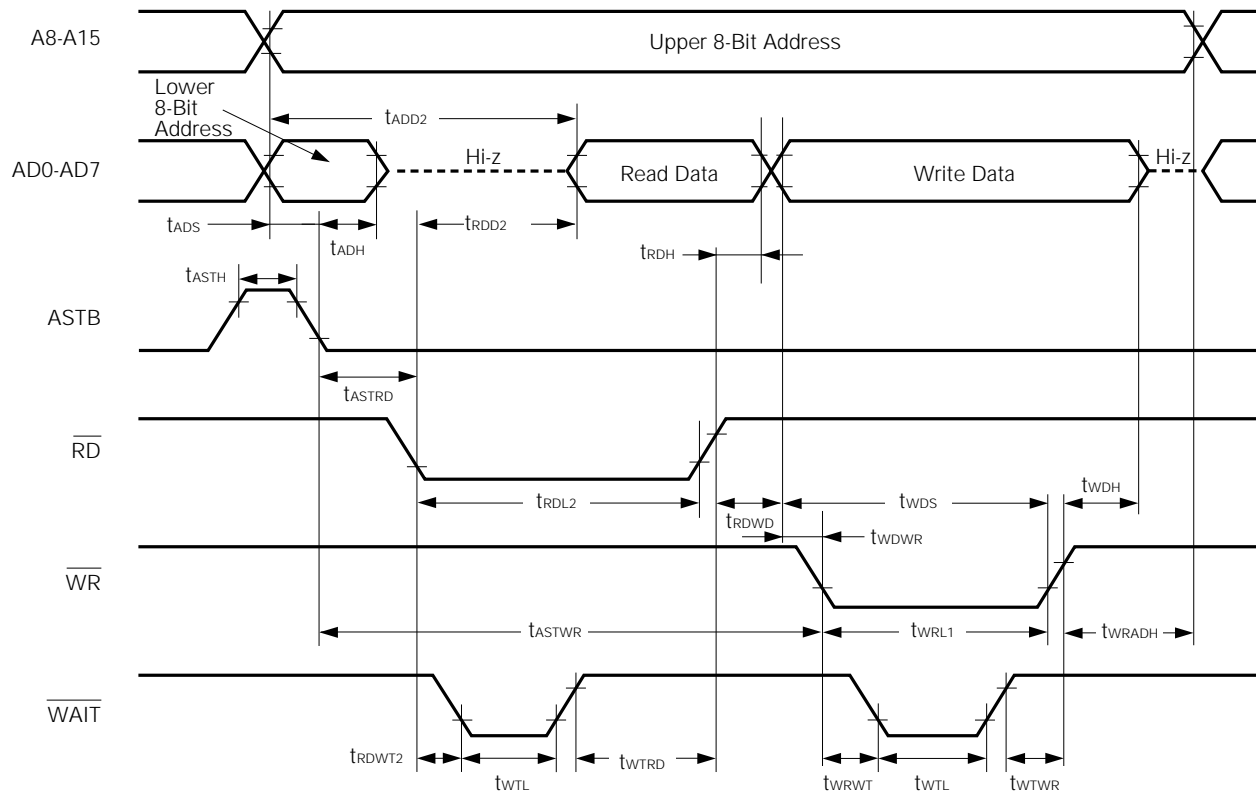 A8-A15
Upper 8-Bit Address
Lower
8-Bit
Address
tADD2
AD0-AD7
Hi-z
Read Data
Write Data
Hi-z
tADS
tADH
tRDD2
tRDH
tASTH
ASTB
tASTRD
RD
tRDL2
tRDWD
tWDS
tWDWR
tWDH
WR
tASTWR
tWRL1
tWRADH
WAIT
tRDWT2
tWTL
tWTRD
tWRWT
tWTL
tWTWR